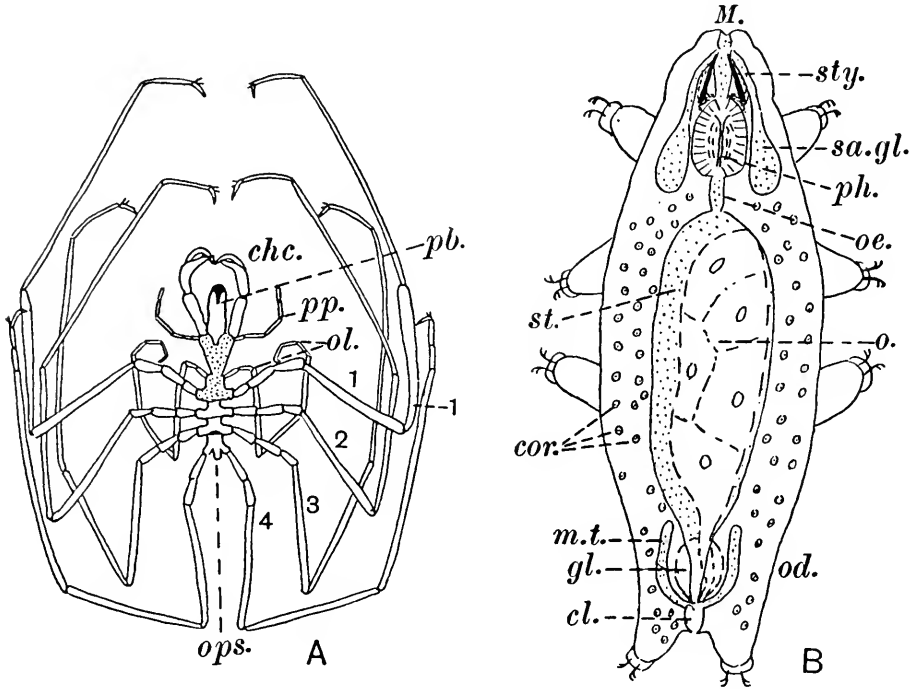 chc.
pb.
pp.
ol.
1
1
2
3
4
ops.
A
M.
sty.
sa.gl.
ph.
oe.
st.
o.
cor.
m.t.
gl.
od.
cl.
B